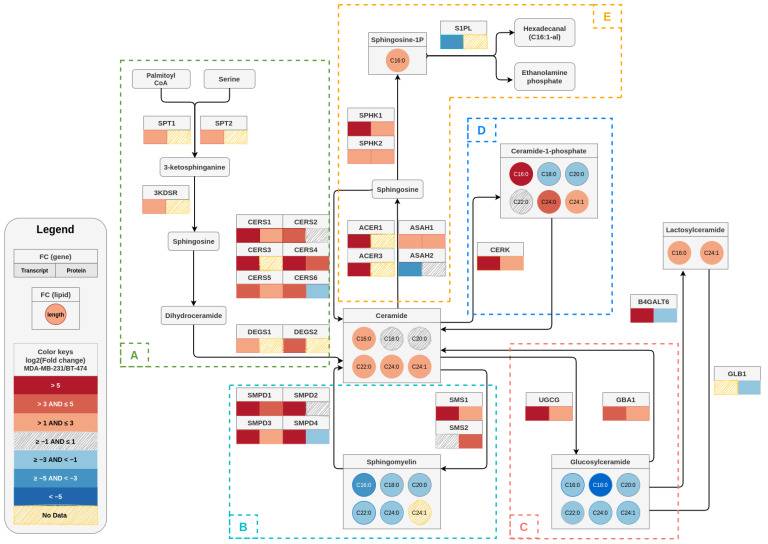 E
S1PL
Hexadecanal
(C16:1-al)
Sphingosine-1P
C16:0
Ethanolamine
phosphate
Palmitoyl
CoA
Serine
SPT1
SPT2
SPHK1
SPHK2
D
Ceramide-1-phosphate
C16:0
C18:0
C20:0
C22:0
C24:0
C24:1
3-ketosphinganine
3KDSR
Sphingosine
Sphingosine
CERS1
CERS2
CERS3
CERS4
CERS5
CERS6
ACER1
ASAH1
ACER3
ASAH2
CERK
Lactosylceramide
C16:0
C24:1
Legend
FC (gene)
Transcript
Protein
FC (lipid)
length
Dihydroceramide
DEGS1
DEGS2
A
Ceramide
C16:0
C18:0
C20:0
C22:0
C24:0
C24:1
B4GALT6
GLB1
Color keys
log2(Fold change)
MDA-MB-231/BT-474
> 5
> 3 AND ≤ 5
> 1 AND ≤ 3
≥ −1 AND ≤ 1
≥ −3 AND < −1
≥ −5 AND < −3
< −5
No Data
SMPD1
SMPD2
SMPD3
SMPD4
SMS1
SMS2
UGCG
GBA1
Sphingomyelin
C16:0
C18:0
C20:0
C22:0
C24:0
C24:1
B
Glucosylceramide
C16:0
C18:0
C20:0
C22:0
C24:0
C24:1
C